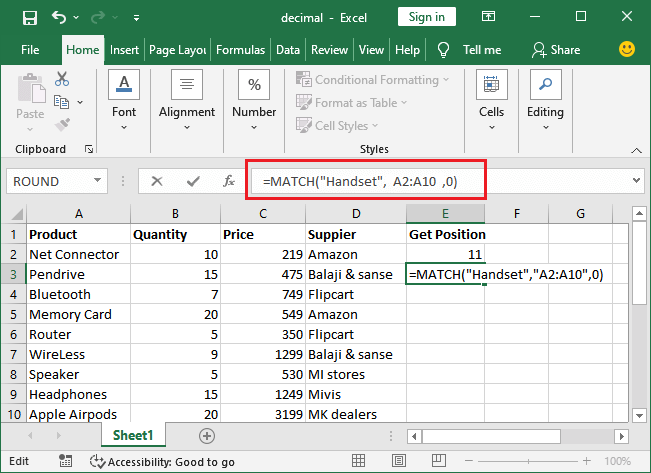 decimal - Excel Sign in
File Home Insert Page Layou Formulas Data Review View Help Tell me Share
Paste
Font Alignment Number Conditional Formatting Format as Table Cell Styles Cells Editing
Clipboard Styles
ROUND fx =MATCH("Handset", A2:A10 ,0)
A B C D E F G
1 Product Quantity Price Suppier Get Position
2 Net Connector 10 219 Amazon 11
3 Pendrive 15 475 Balaji & sanse =MATCH("Handset","A2:A10",0)
4 Bluetooth 7 749 Flipcart
5 Memory Card 20 549 Amazon
6 Router 5 350 Flipcart
7 WireLess 9 1299 Balaji & sanse
8 Speaker 5 530 MI stores
9 Headphones 15 1249 Mivis
10 Apple Airpods 20 3199 MK dealers
Sheet1
Edit Accessibility: Good to go 100%